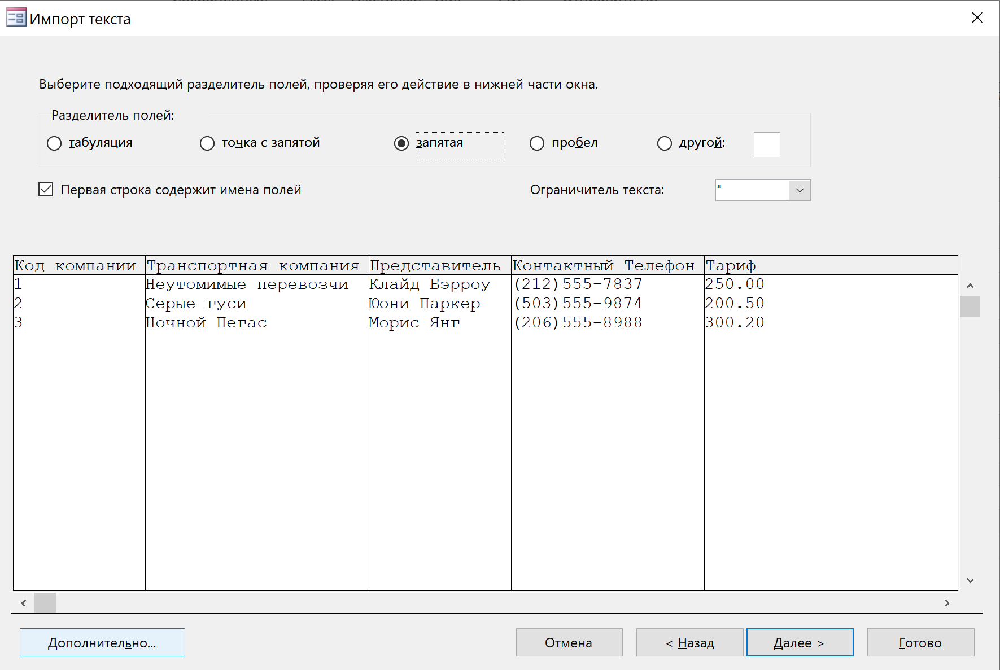 Импорт текста
Выберите подходящий разделитель полей, проверяя его действие в нижней части окна.
Разделитель полей:
табуляция точка с запятой запятая пробел другой:
Первая строка содержит имена полей Ограничитель текста: "
Код компании Транспортная компания Представитель Контактный Телефон Тариф
1 Неутомимые перевозчи Клайд Бэрроу (212)555-7837 250.00
2 Серые гуси Юони Паркер (503)555-9874 200.50
3 Ночной Пегас Морис Янг (206)555-8988 300.20
Дополнительно... Отмена < Назад Далее > Готово